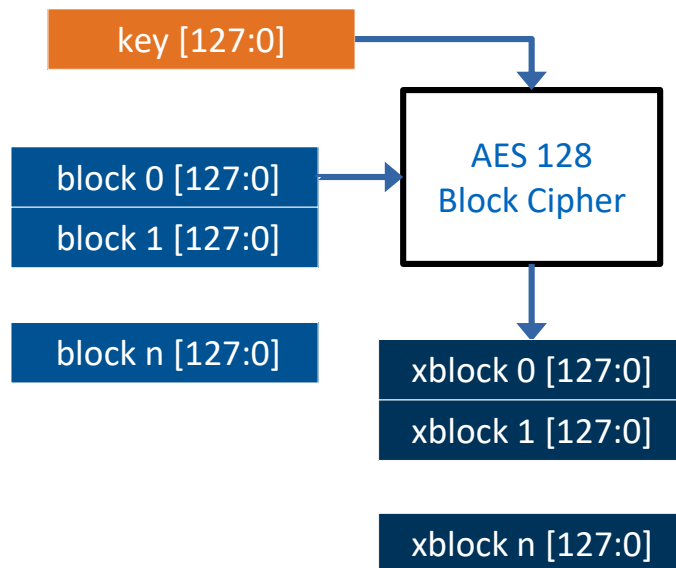 key [127:0]
AES 128
Block Cipher
block 0 [127:0]
block 1 [127:0]
block n [127:0]
xblock 0 [127:0]
xblock 1 [127:0]
xblock n [127:0]